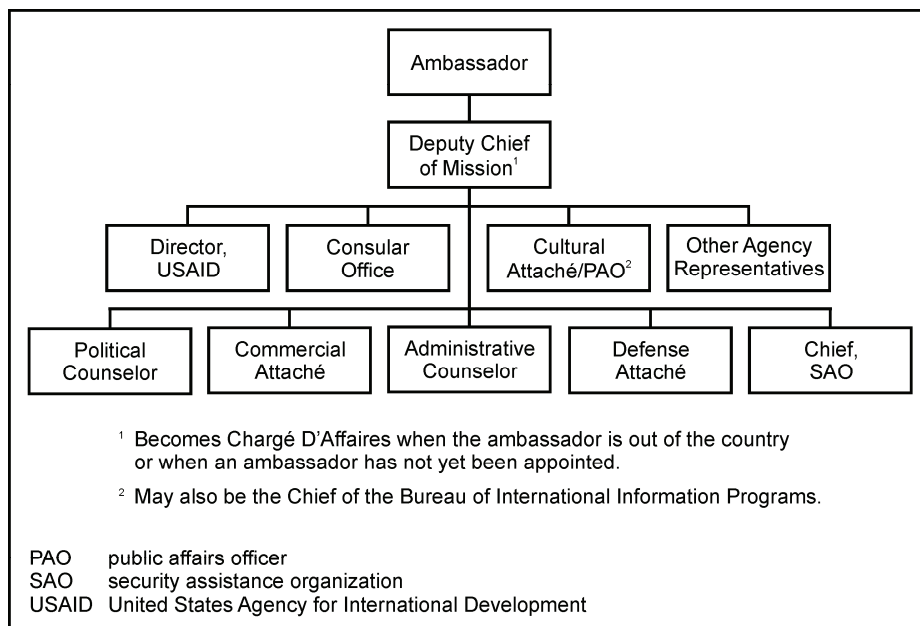 Ambassador
Deputy Chief
of Mission¹
Director,
USAID
Consular
Office
Cultural
Attaché/PAO²
Other Agency
Representatives
Political
Counselor
Commercial
Attaché
Administrative
Counselor
Defense
Attaché
Chief,
SAO
¹ Becomes Chargé D'Affaires when the ambassador is out of the country
or when an ambassador has not yet been appointed.
² May also be the Chief of the Bureau of International Information Programs.
PAO public affairs officer
SAO security assistance organization
USAID United States Agency for International Development